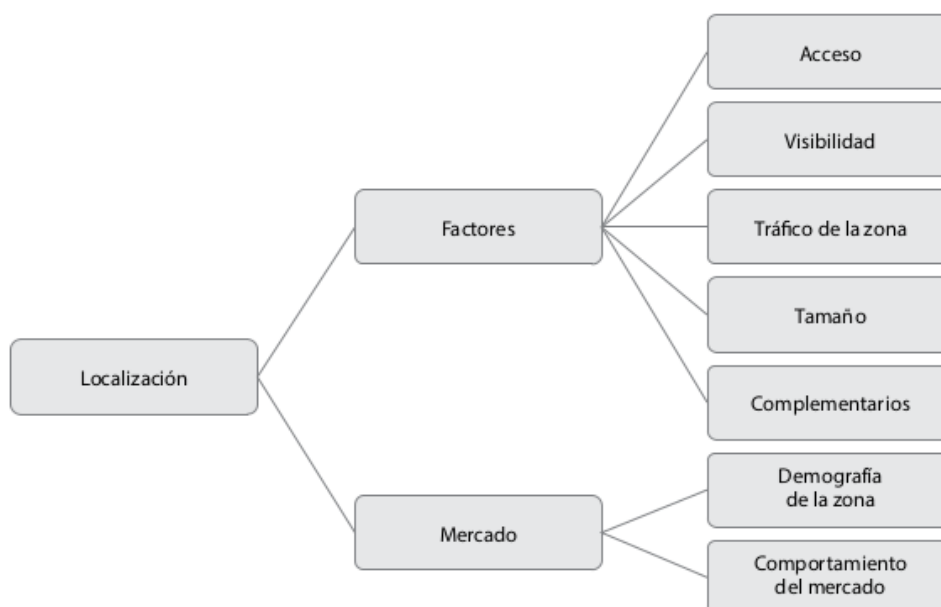 Acceso
Visibilidad
Factores
Tráfico de la zona
Tamaño
Localización
Complementarios
Demografía
de la zona
Mercado
Comportamiento
del mercado